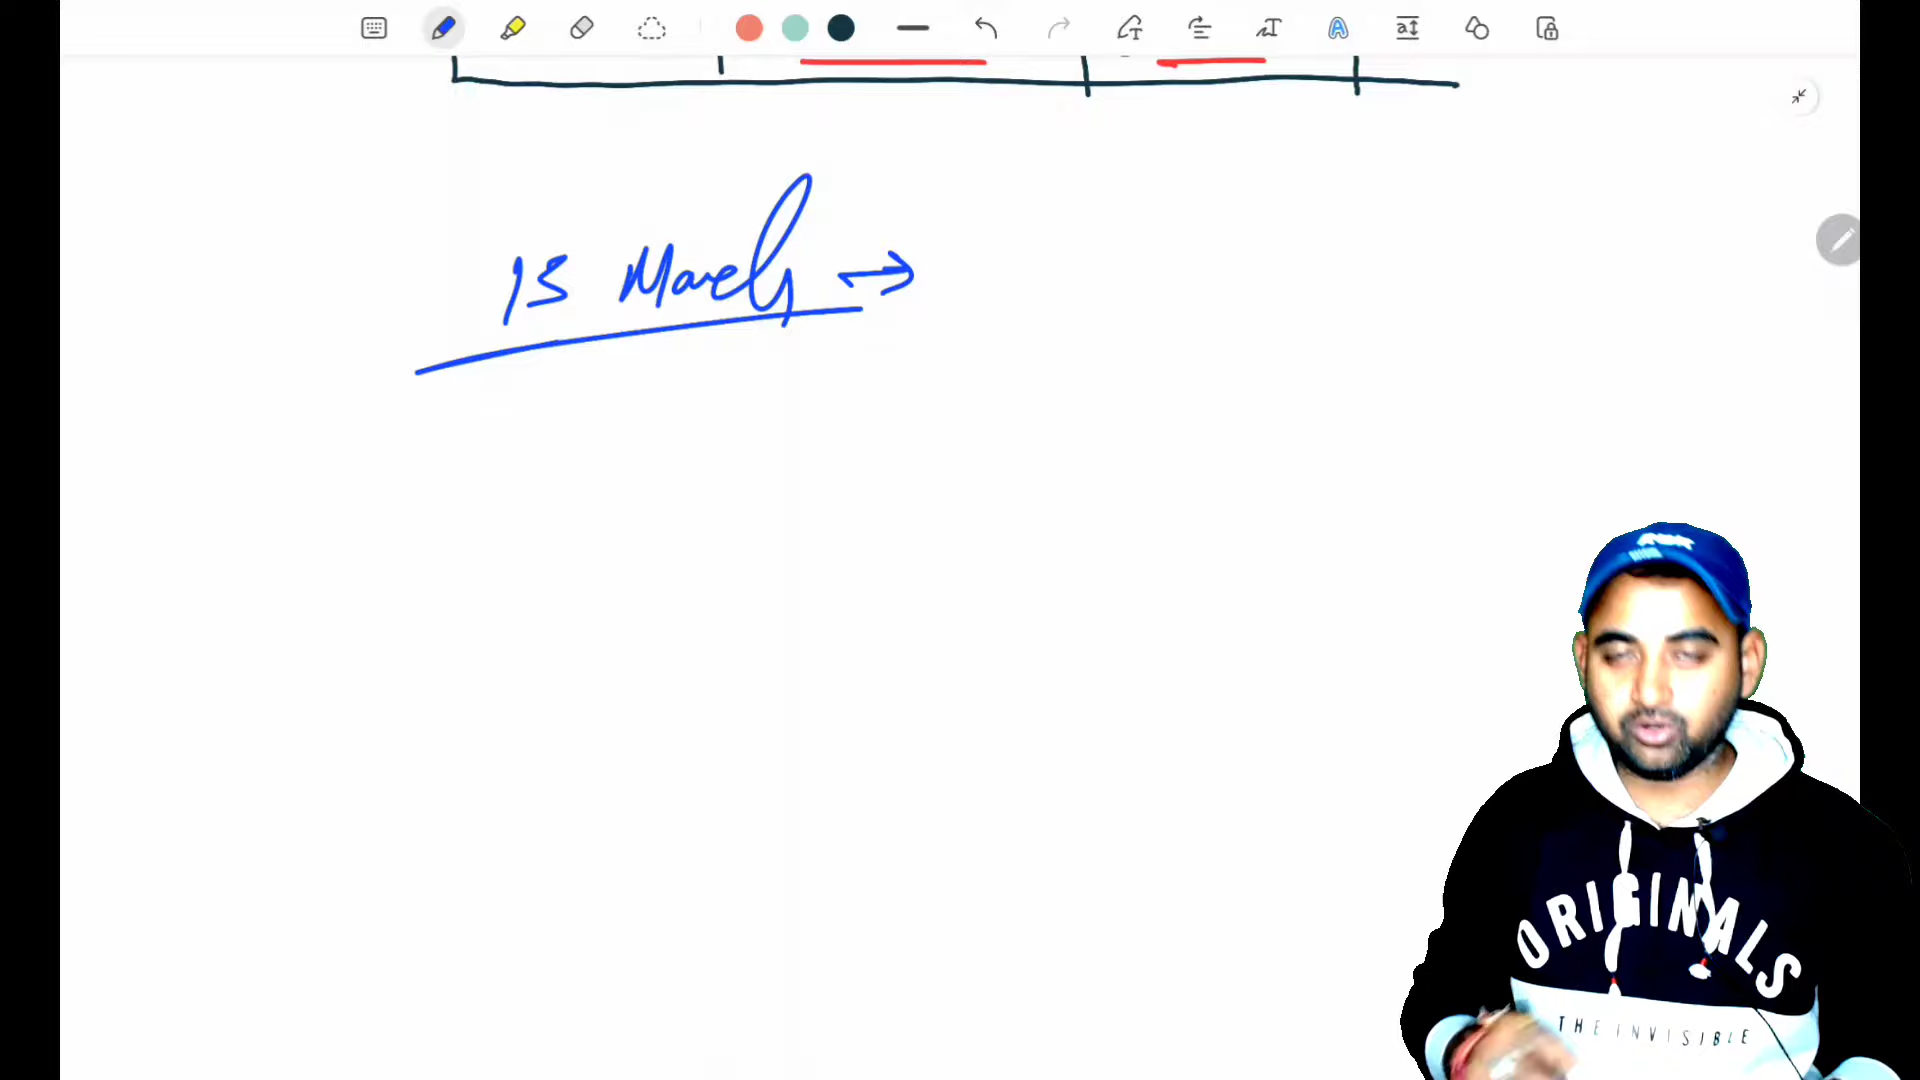 15 March →
ORIGINALS
THE INVISIBLE